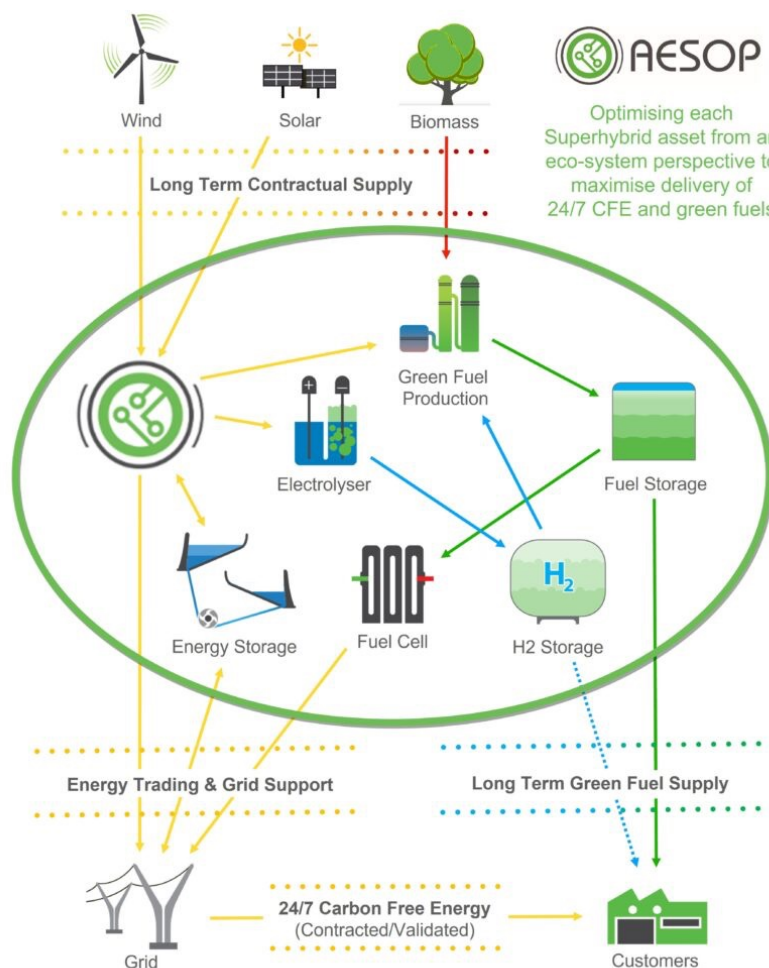 AESOP
Optimising each
Superhybrid asset from a
eco-system perspective to
maximise delivery of
24/7 CFE and green fuels
Wind
Solar
Biomass
Long Term Contractual Supply
Green Fuel
Production
+
−
Electrolyser
Fuel Storage
Energy Storage
Fuel Cell
H2
H2 Storage
Energy Trading & Grid Support
Long Term Green Fuel Supply
24/7 Carbon Free Energy
(Contracted/Validated)
Grid
Customers